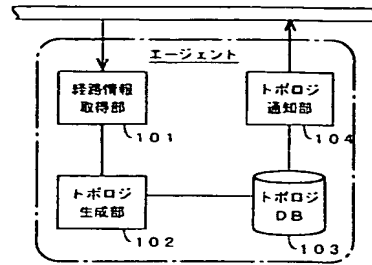 エージェント
経路情報
取得部
101
トポロジ
通知部
104
トポロジ
生成部
102
トポロジ
DB
103